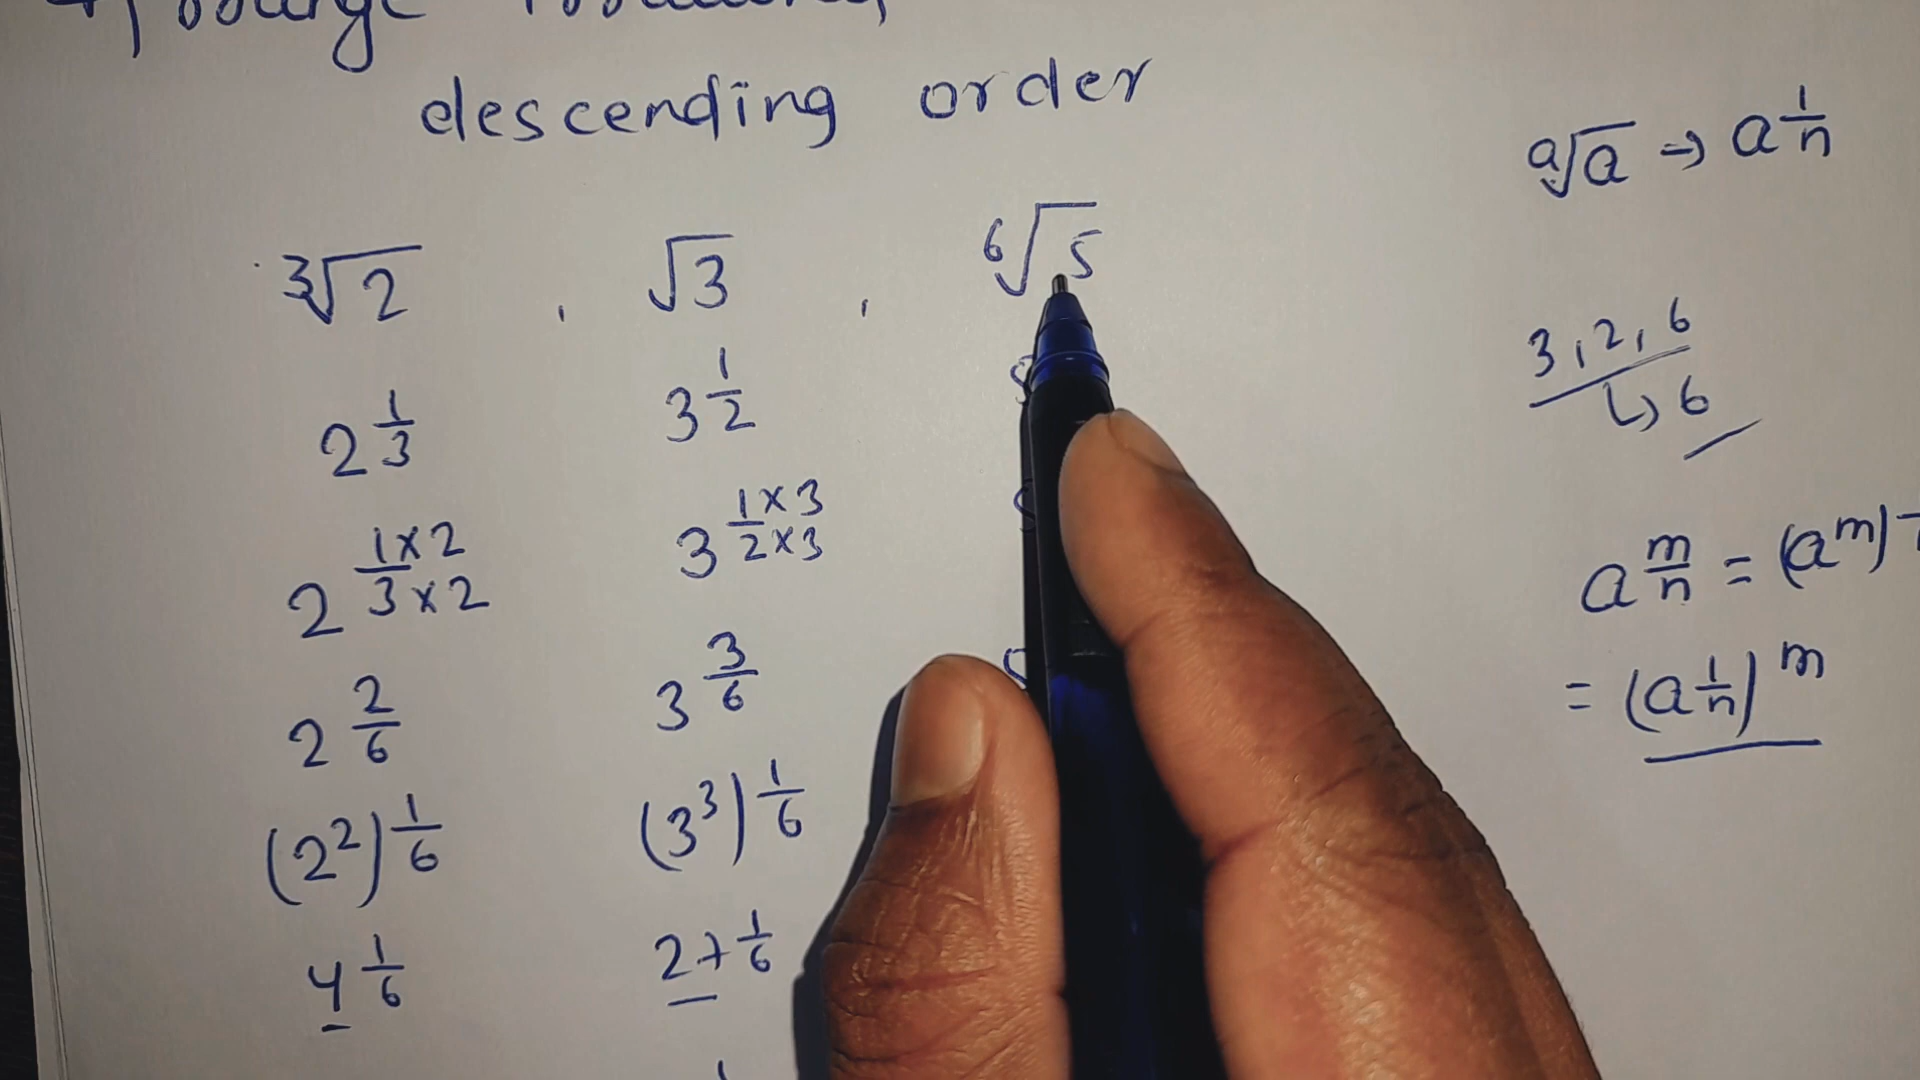 descending order
ᵃ√a ⇒ a^(1/n)
³√2 , √3 , ⁶√5
3, 2, 6
↳ 6
2^(1/3) 3^(1/2)
2^((1×2)/(3×2)) 3^((1×3)/(2×3))
a^(m/n) = (a^m)
2^(2/6) 3^(3/6)
= (a^(1/n))^m
(2²)^(1/6) (3³)^(1/6)
4^(1/6) 27^(1/6)